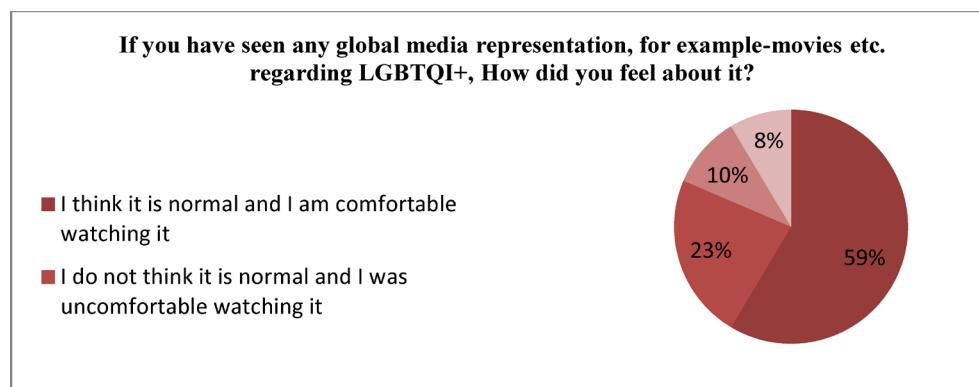 If you have seen any global media representation, for example-movies etc.
regarding LGBTQI+, How did you feel about it?
8%
10%
23%
59%
I think it is normal and I am comfortable
watching it
I do not think it is normal and I was
uncomfortable watching it